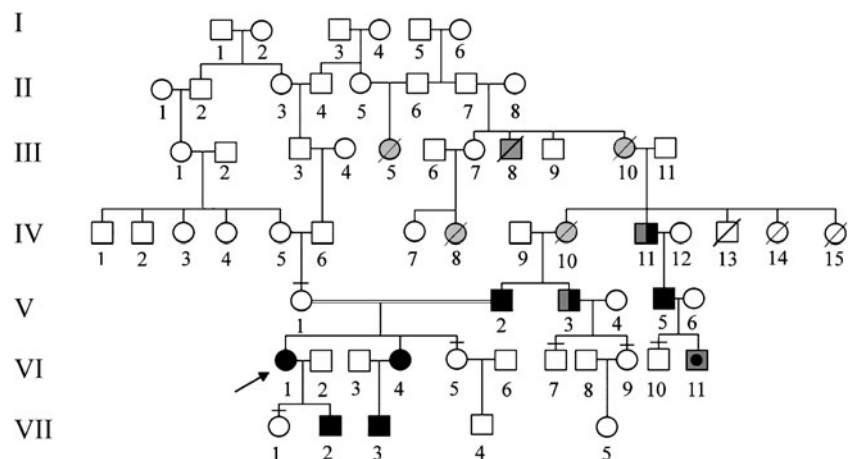 I
1 2 3 4 5 6
II
1 2 3 4 5 6 7 8
III
1 2 3 4 5 6 7 8 9 10 11
IV
1 2 3 4 5 6 7 8 9 10 11 12 13 14 15
V
1 2 3 4 5 6
VI
1 2 3 4 5 6 7 8 9 10 11
VII
1 2 3 4 5